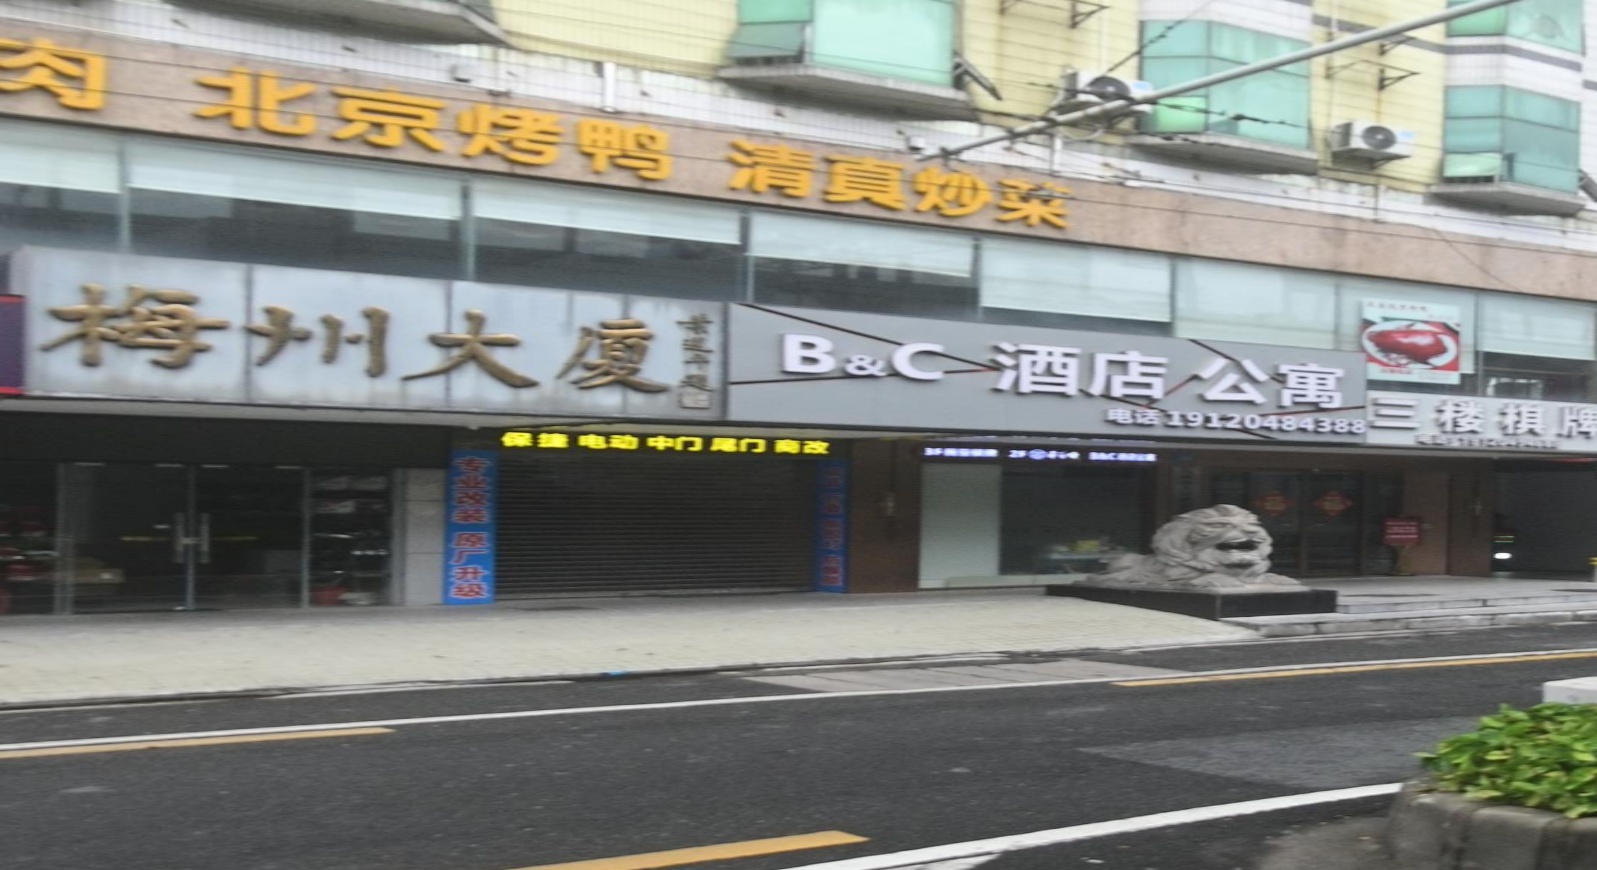 肉 北京烤鸭 清真炒菜
梅州大厦
B&C 酒店 公寓
电话 19120484388
三楼棋牌
保捷 电动 中门 尾门 商改
专业改装 原厂升级